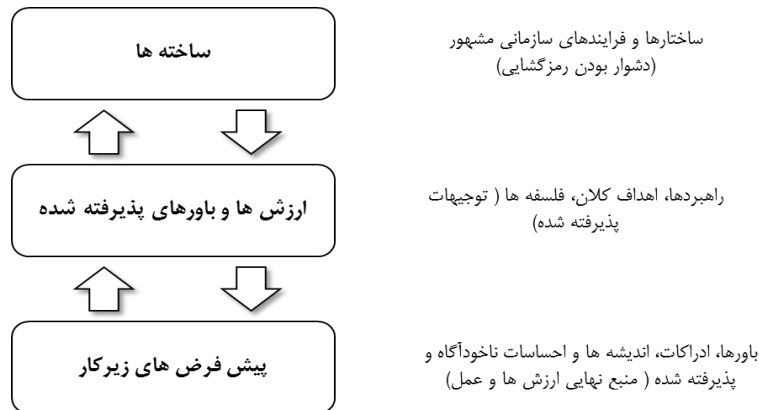 ساخته ها
ساختارها و فرایندهای سازمانی مشهور
(دشوار بودن رمزگشایی)
ارزش ها و باورهای پذیرفته شده
راهبردها، اهداف کلان، فلسفه ها ( توجیهات
پذیرفته شده)
پیش فرض های زیرکار
باورها، ادراکات، اندیشه ها و احساسات ناخودآگاه و
پذیرفته شده ( منبع نهایی ارزش ها و عمل)